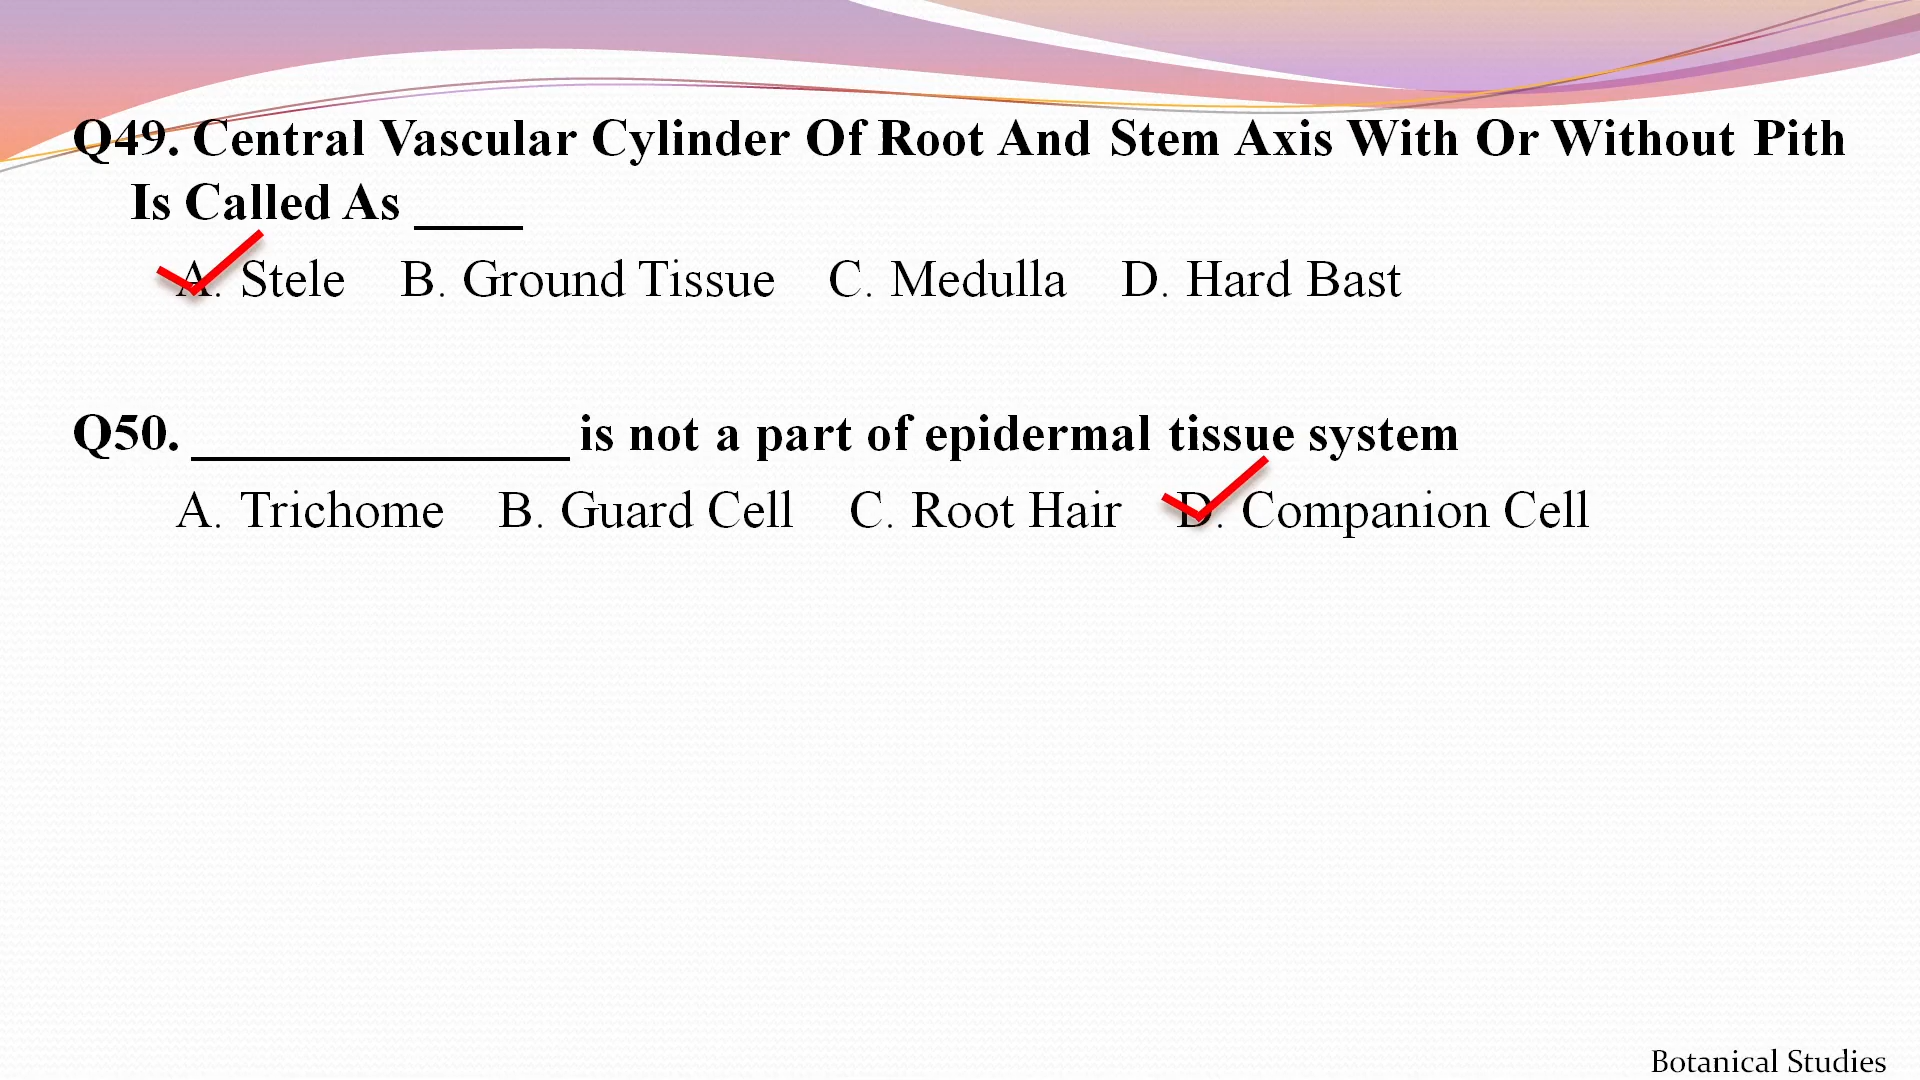 Q49. Central Vascular Cylinder Of Root And Stem Axis With Or Without Pith
Is Called As ____
A. Stele B. Ground Tissue C. Medulla D. Hard Bast
Q50. ______________ is not a part of epidermal tissue system
A. Trichome B. Guard Cell C. Root Hair D. Companion Cell
Botanical Studies